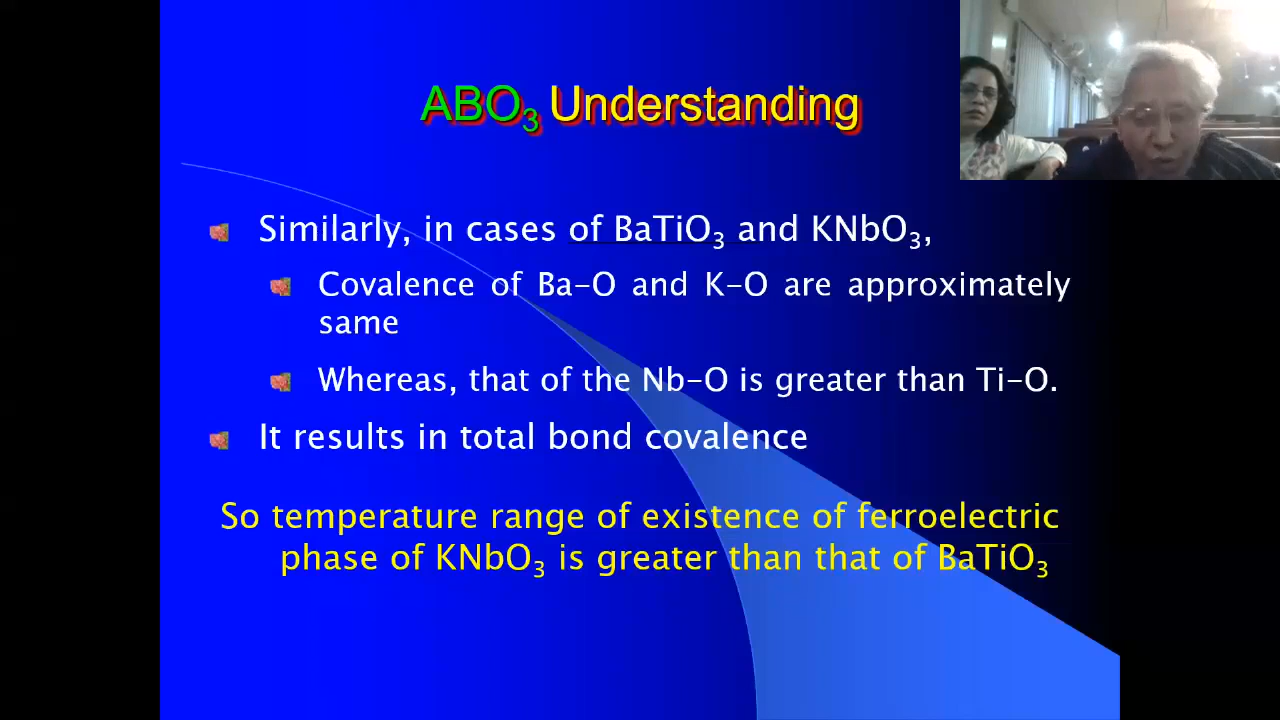 ABO₃ Understanding
Similarly, in cases of BaTiO₃ and KNbO₃,
Covalence of Ba–O and K–O are approximately
same
Whereas, that of the Nb–O is greater than Ti–O.
It results in total bond covalence
So temperature range of existence of ferroelectric
phase of KNbO₃ is greater than that of BaTiO₃